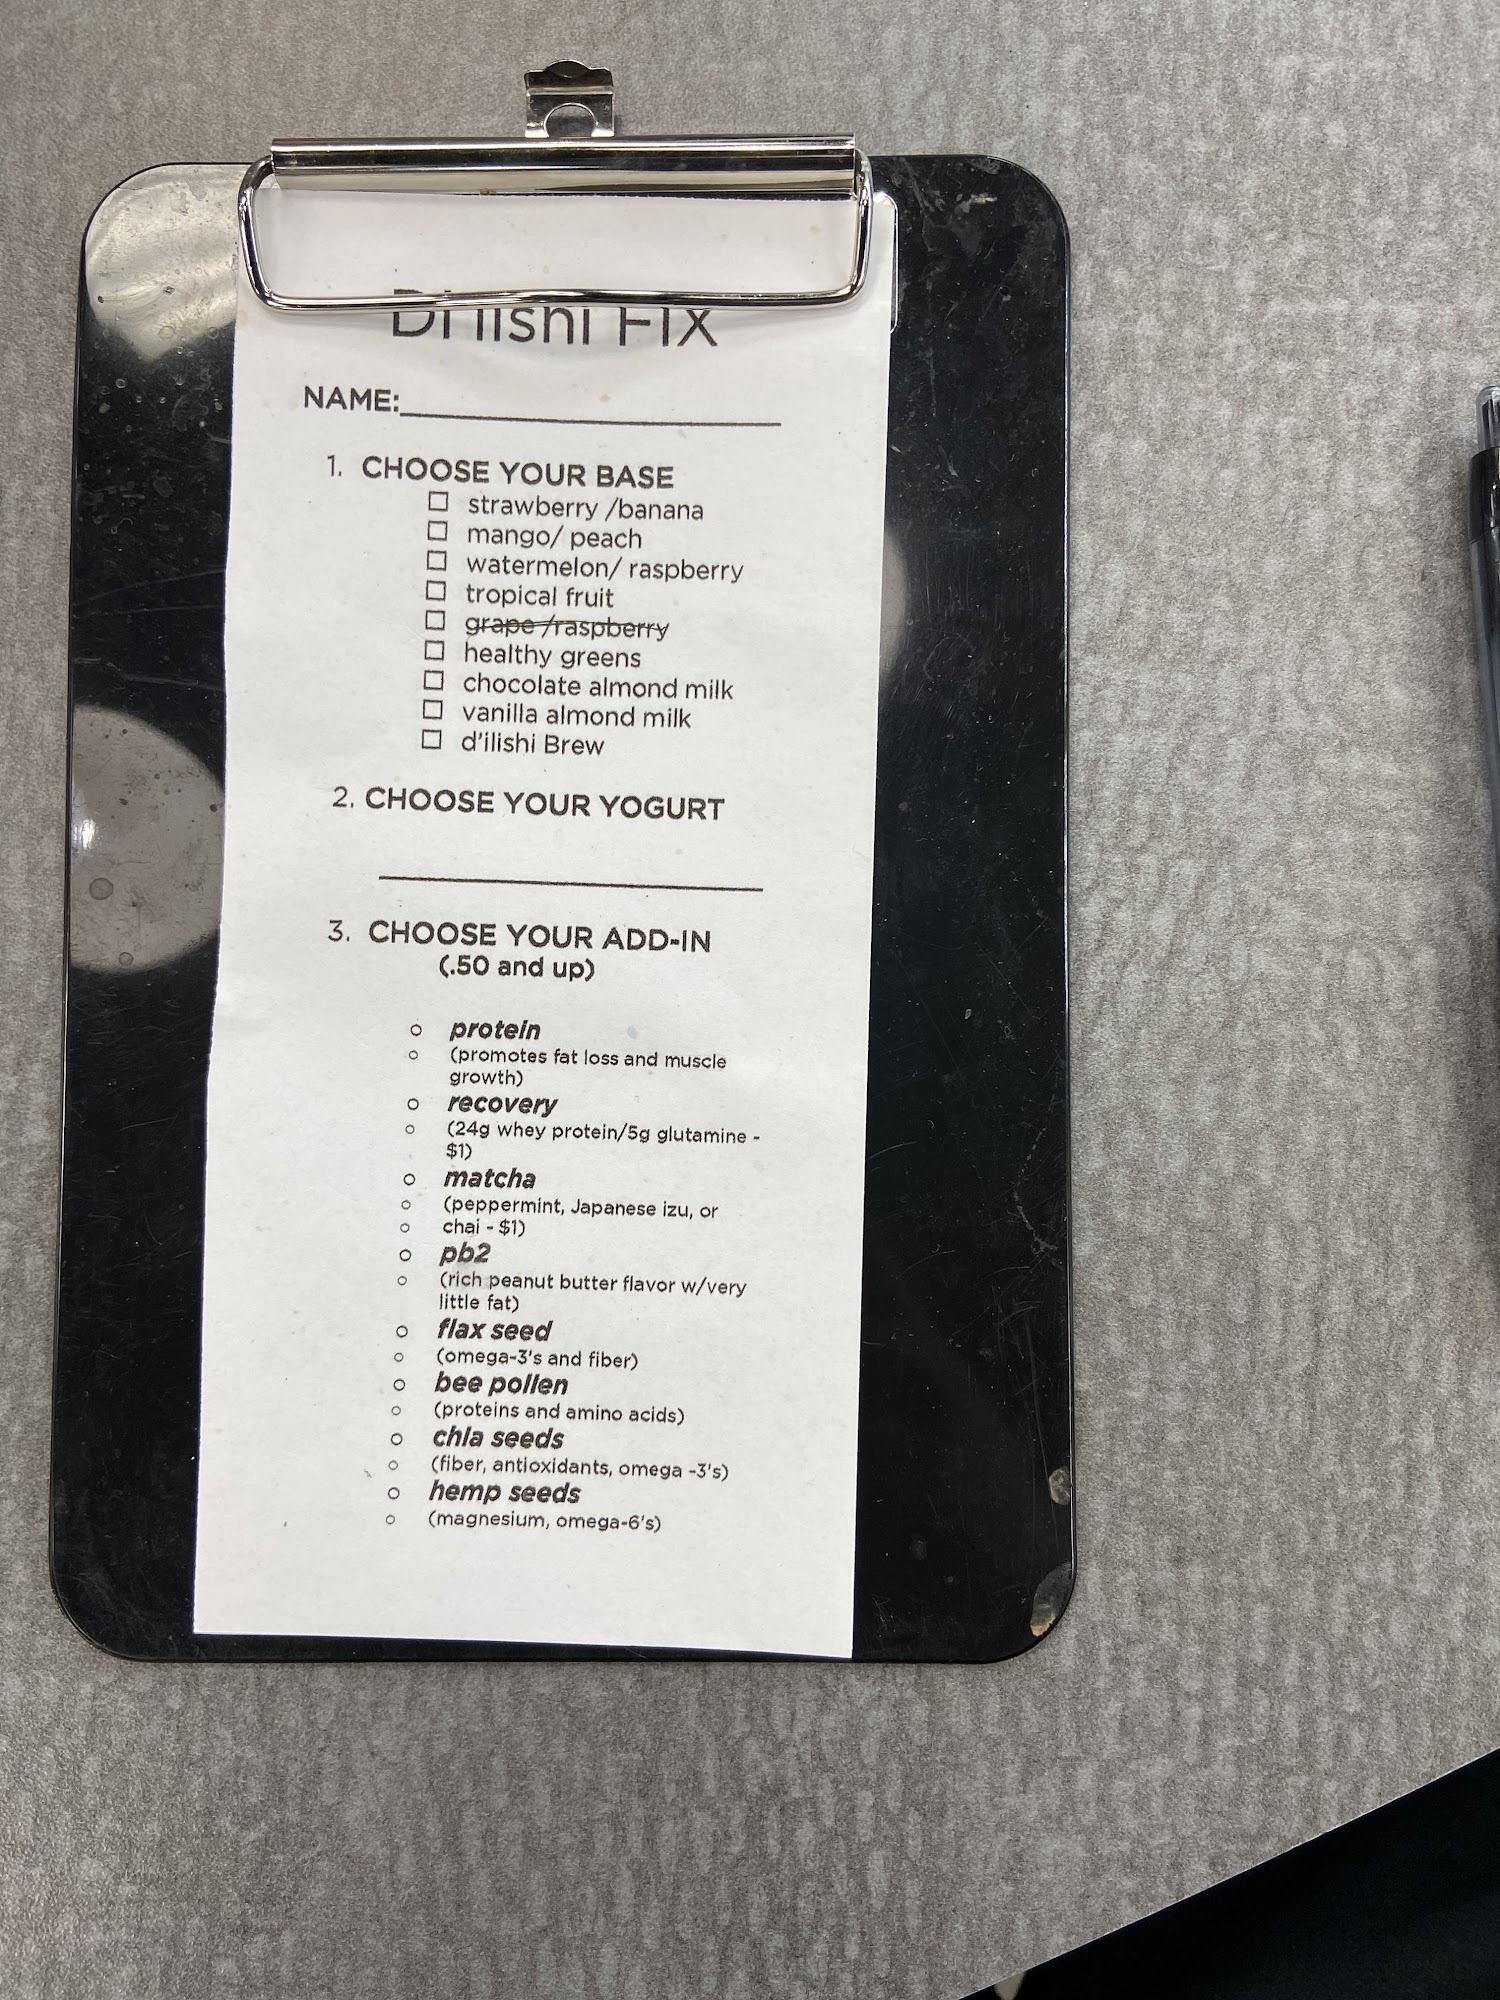 D'lishi Fix
NAME:
1. CHOOSE YOUR BASE
strawberry /banana
mango/ peach
watermelon/ raspberry
tropical fruit
grape /raspberry
healthy greens
chocolate almond milk
vanilla almond milk
d'ilishi Brew
2. CHOOSE YOUR YOGURT
3. CHOOSE YOUR ADD-IN
(.50 and up)
protein
(promotes fat loss and muscle
growth)
recovery
(24g whey protein/5g glutamine -
$1)
matcha
(peppermint, Japanese izu, or
chai - $1)
pb2
(rich peanut butter flavor w/very
little fat)
flax seed
(omega-3's and fiber)
bee pollen
(proteins and amino acids)
chia seeds
(fiber, antioxidants, omega -3's)
hemp seeds
(magnesium, omega-6's)